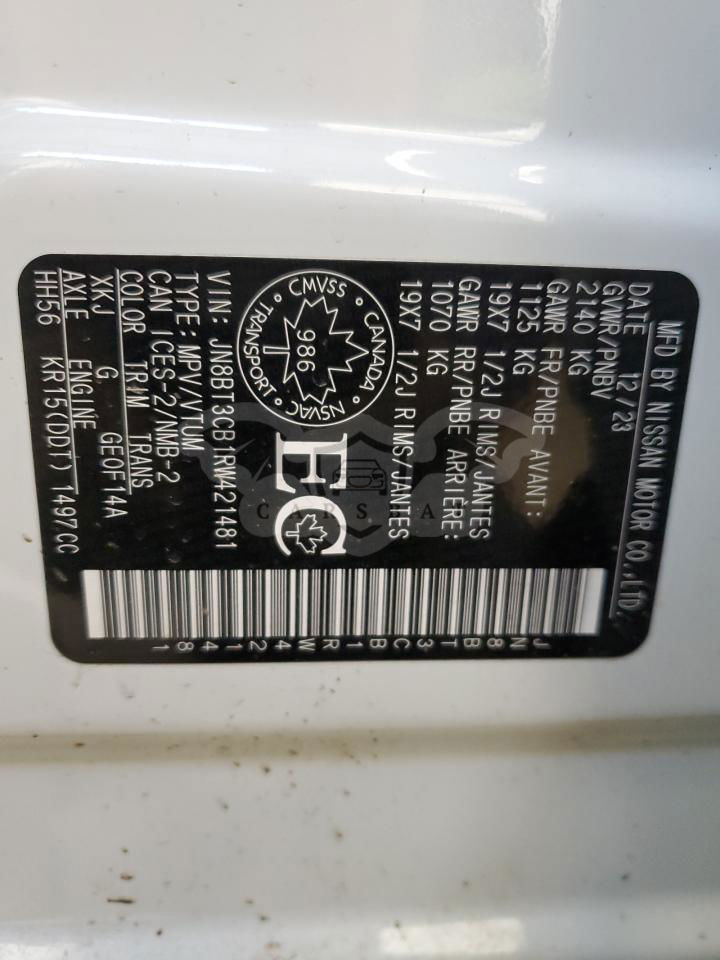 MFD BY NISSAN MOTOR CO.,LTD.
DATE 12/23
GVWR/PNBV
2140 KG
GAWR FR/PNBE AVANT:
1125 KG
19X7 1/2J RIMS/JANTES
GAWR RR/PNBE ARRIÈRE:
1070 KG
19X7 1/2J RIMS/JANTES
CMVSS CANADA NSVAC TRANSPORT
986
EC
VIN: JN8BT3CB1RW421481
TYPE: MPV/VTUM
CAN ICES-2/NMB-2
COLOR TRIM TRANS
XKJ G GE0F14A
AXLE ENGINE
HH56 KR15(DDT) 1497CC
JN8BT3CB1RW421481